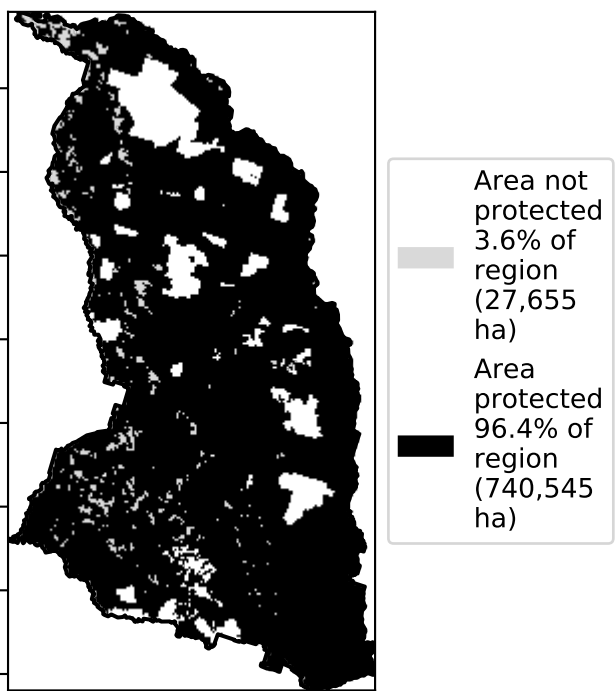 Area not
protected
3.6% of
region
(27,655
ha)
Area
protected
96.4% of
region
(740,545
ha)